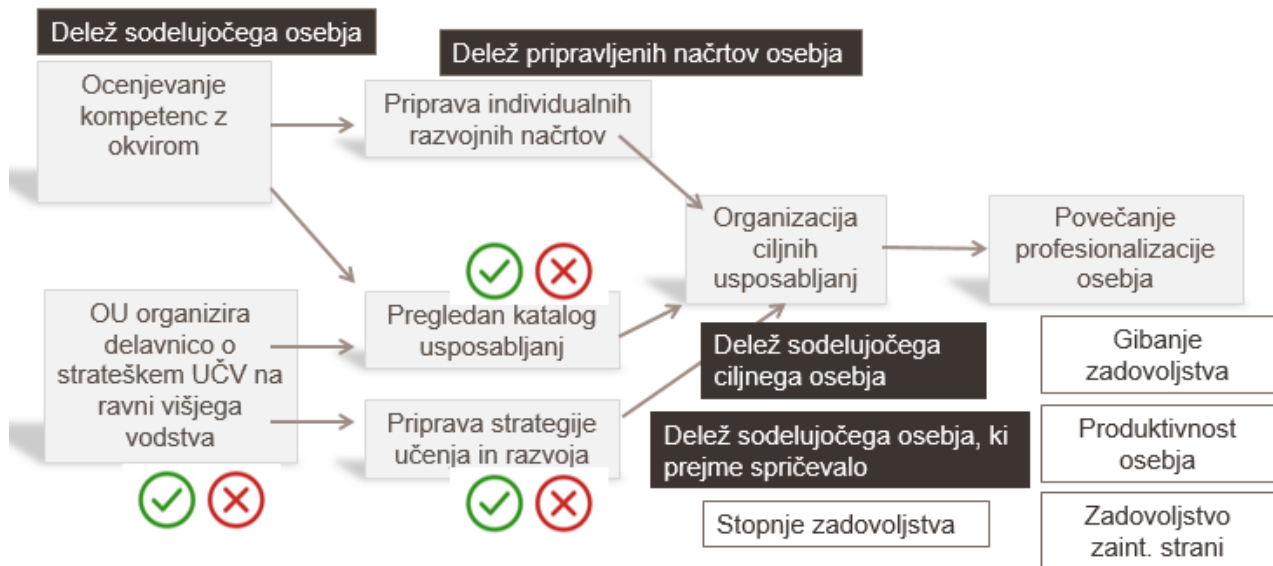 Delež sodelujočega osebja
Ocenjevanje
kompetenc z
okvirom
Delež pripravljenih načrtov osebja
Priprava individualnih
razvojnih načrtov
Organizacija
ciljnih
usposabljanj
Povečanje
profesionalizacije
osebja
OU organizira
delavnico o
strateškem UČV na
ravni višjega
vodstva
Pregledan katalog
usposabljanj
Priprava strategije
učenja in razvoja
Delež sodelujočega
ciljnega osebja
Delež sodelujočega osebja, ki
prejme spričevalo
Stopnje zadovoljstva
Gibanje
zadovoljstva
Produktivnost
osebja
Zadovoljstvo
zaint. strani